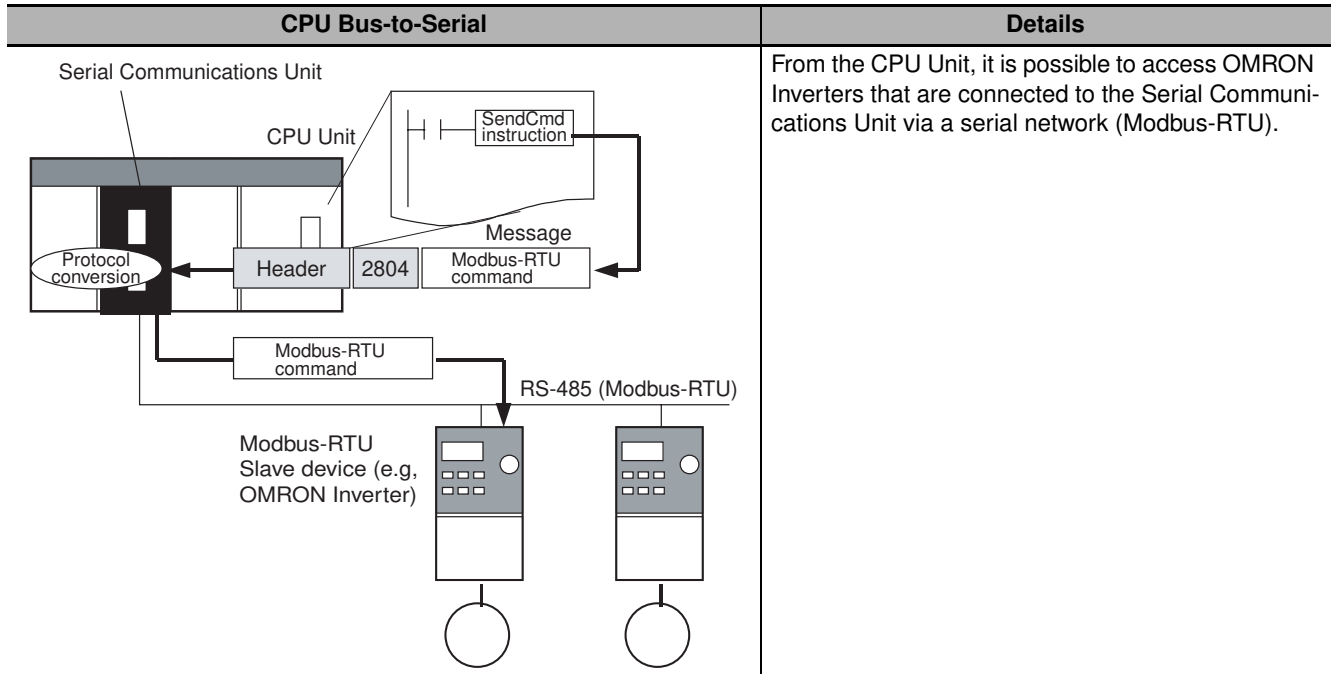 CPU Bus-to-Serial
Details
Serial Communications Unit
CPU Unit
SendCmd
instruction
Message
Protocol
conversion
Header
2804
Modbus-RTU
command
Modbus-RTU
command
RS-485 (Modbus-RTU)
Modbus-RTU
Slave device (e.g,
OMRON Inverter)
From the CPU Unit, it is possible to access OMRON
Inverters that are connected to the Serial Communi-
cations Unit via a serial network (Modbus-RTU).